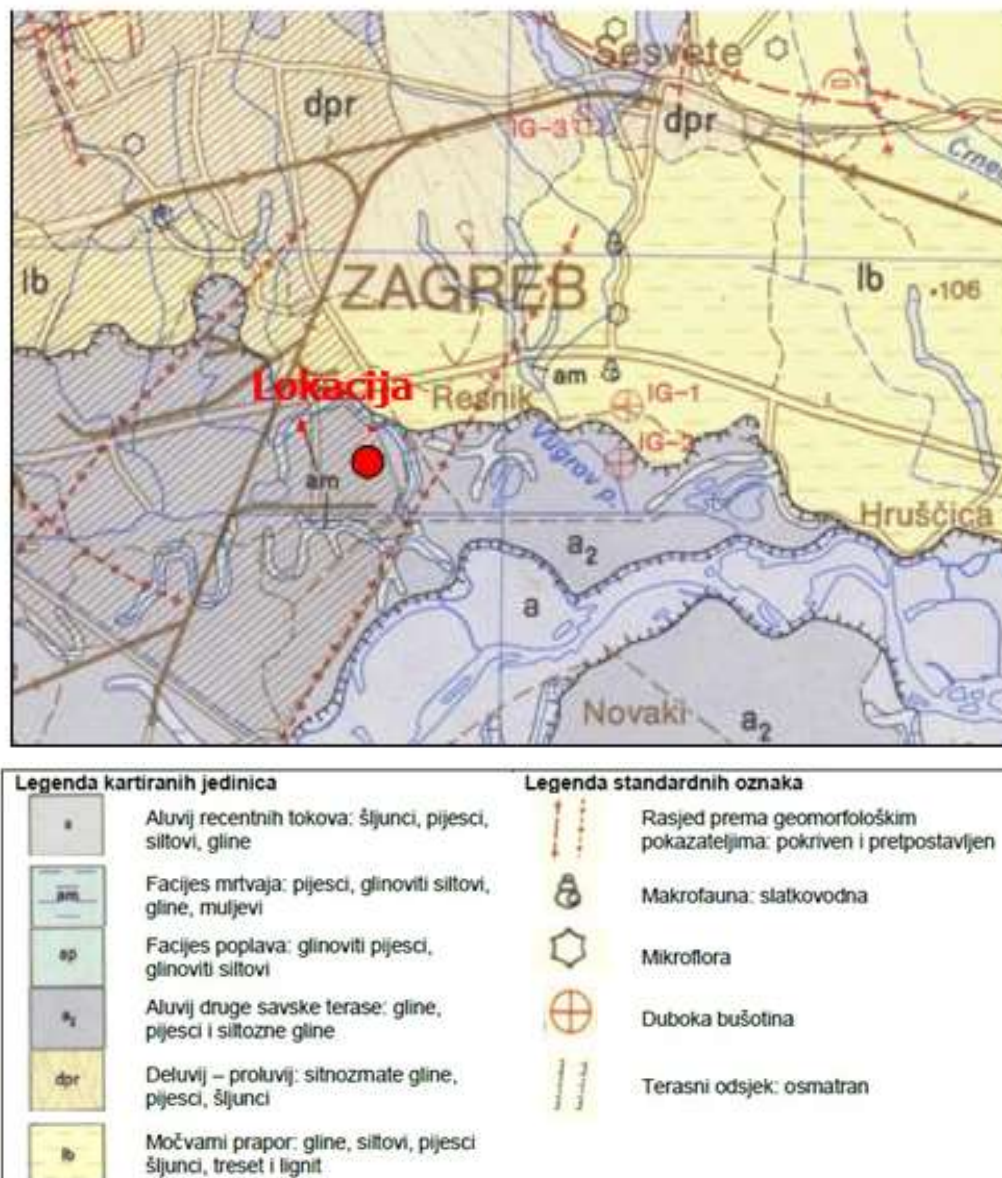 Sesvete
dpr
IG-3
dpr
Črnec
lb
ZAGREB
lb
106
am
Lokacija
Resnik
IG-1
Vugrov p.
IG-2
am
Hruščica
a₂
a
Novaki
a₂
Legenda kartiranih jedinica
a
Aluvij recentnih tokova: šljunci, pijesci,
siltovi, gline
am
Facijes mrtvaja: pijesci, glinoviti siltovi,
gline, muljevi
ap
Facijes poplava: glinoviti pijesci,
glinoviti siltovi
a₂
Aluvij druge savske terase: gline,
pijesci i siltozne gline
dpr
Deluvij – proluvij: sitnozrnate gline,
pijesci, šljunci
lb
Močvarni prapor: gline, siltovi, pijesci
šljunci, treset i lignit
Legenda standardnih oznaka
Rasjed prema geomorfološkim
pokazateljima: pokriven i pretpostavljen
Makrofauna: slatkovodna
Mikroflora
Duboka bušotina
Terasni odsjek: osmatran